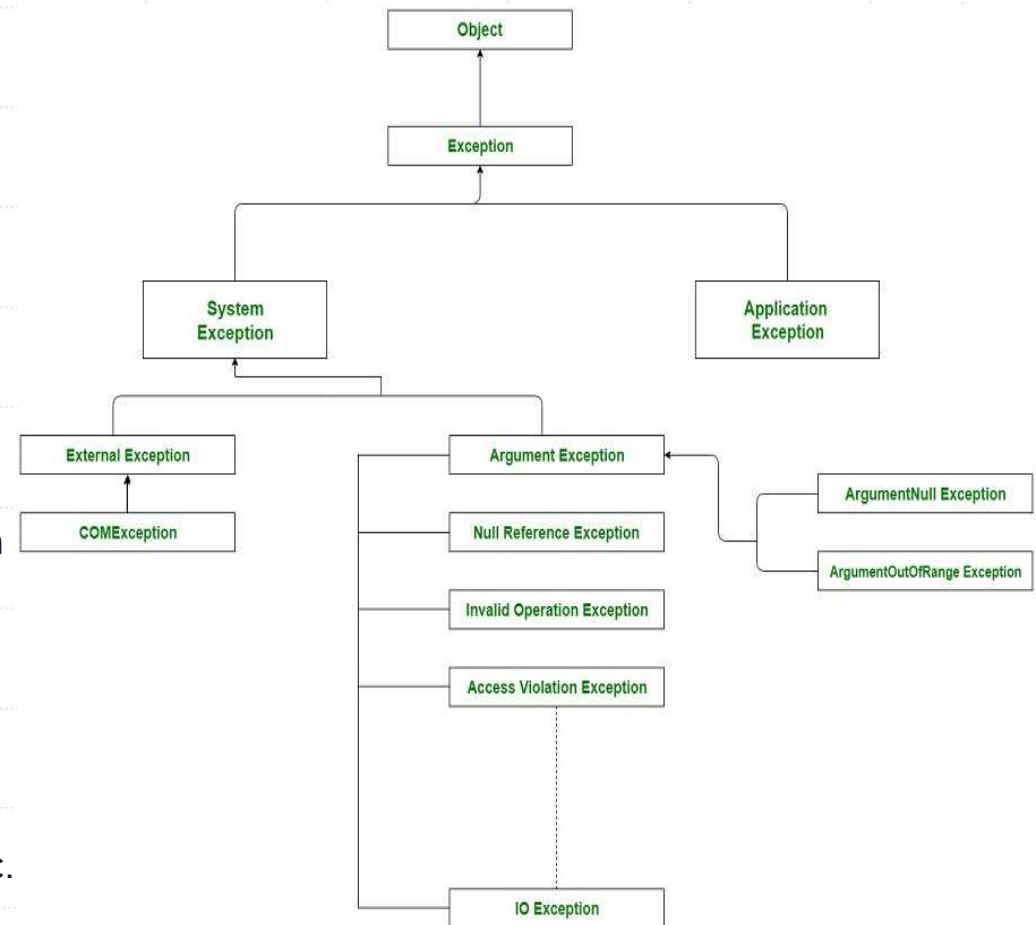 Object
Exception
System
Exception
Application
Exception
External Exception
Argument Exception
ArgumentNull Exception
COMException
Null Reference Exception
ArgumentOutOfRange Exception
Invalid Operation Exception
Access Violation Exception
IO Exception